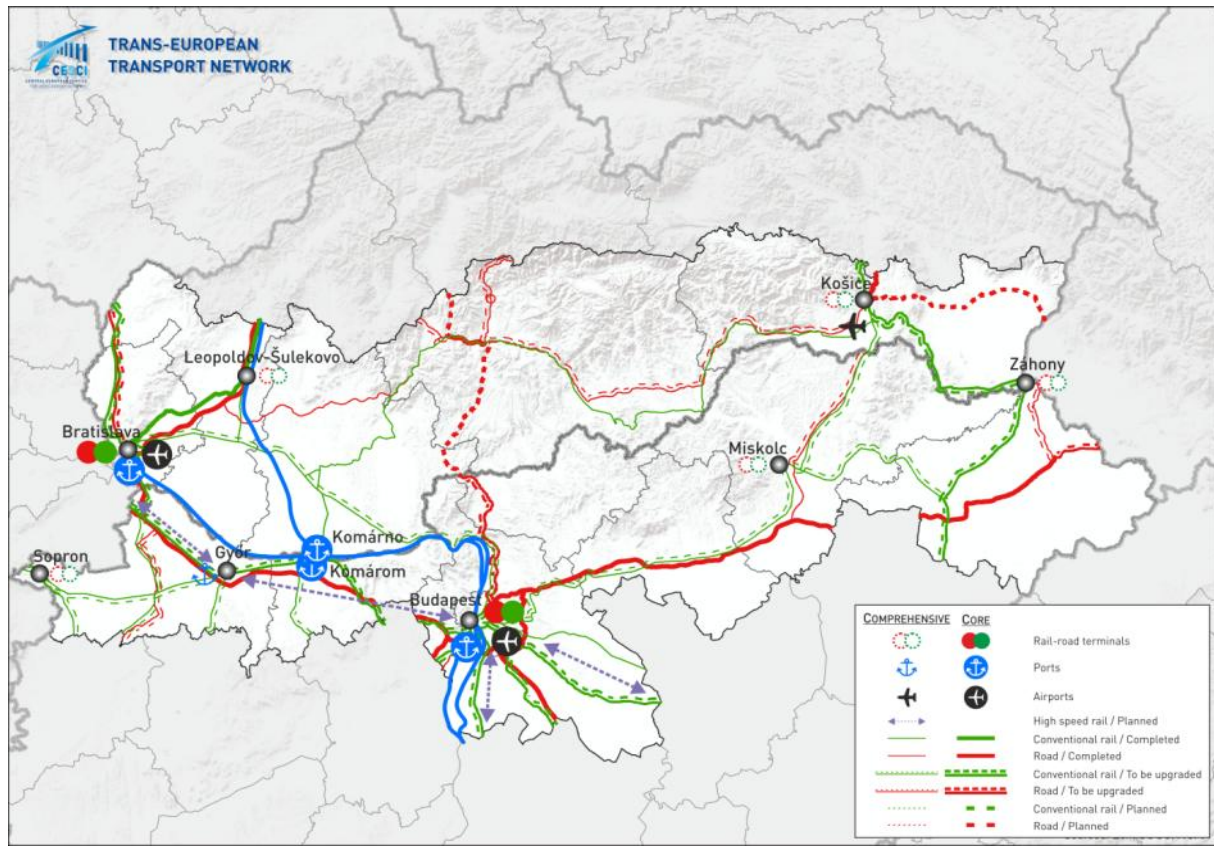 TRANS-EUROPEAN
TRANSPORT NETWORK
CESCI
Košice
Leopoldov-Šulekovo
Záhony
Bratislava
Miskolc
Komárno
Győr
Sopron
Komárom
Budapest
COMPREHENSIVE CORE
Rail-road terminals
Ports
Airports
High speed rail / Planned
Conventional rail / Completed
Road / Completed
Conventional rail / To be upgraded
Road / To be upgraded
Conventional rail / Planned
Road / Planned